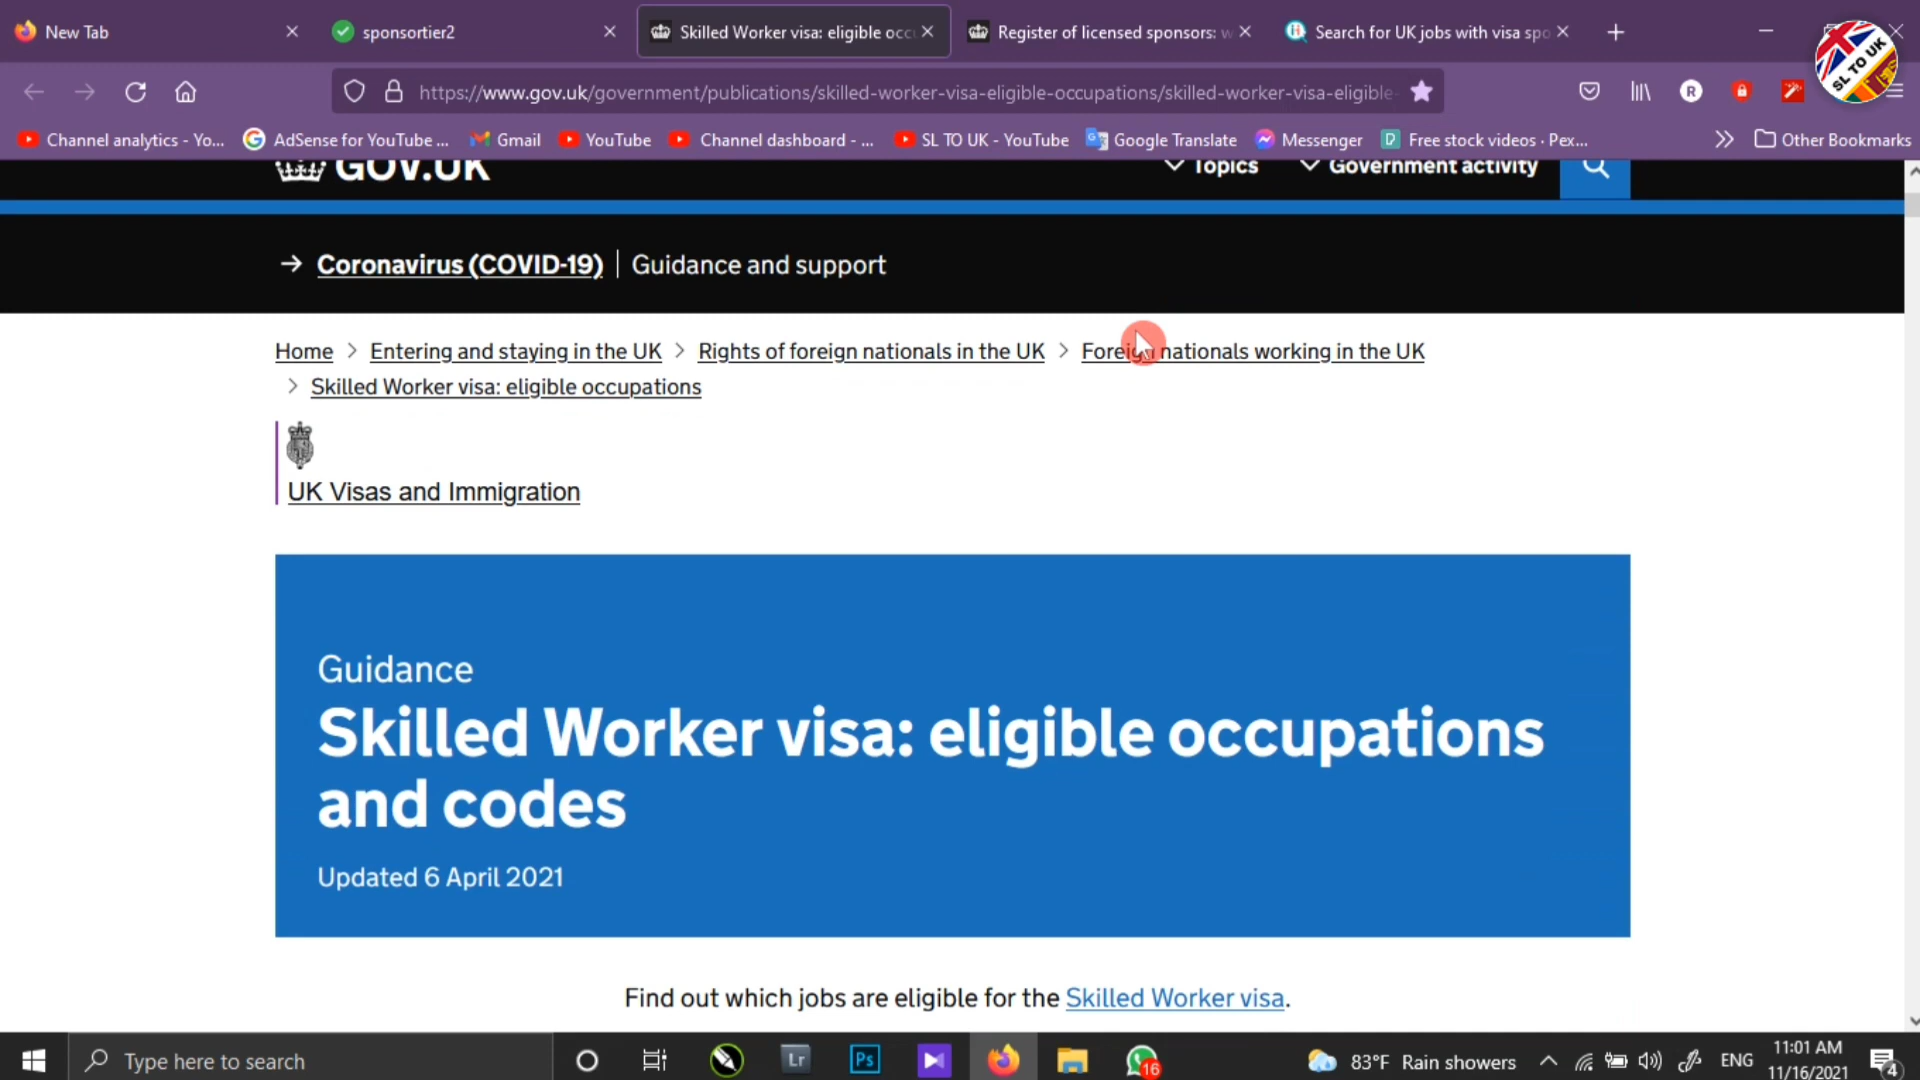 New Tab
sponsortier2
Skilled Worker visa: eligible occ
Register of licensed sponsors: w
Search for UK jobs with visa spo
SL TO UK
https://www.gov.uk/government/publications/skilled-worker-visa-eligible-occupations/skilled-worker-visa-eligible-
R
Channel analytics - Yo...
AdSense for YouTube ...
Gmail
YouTube
Channel dashboard - ...
SL TO UK - YouTube
Google Translate
Messenger
Free stock videos · Pex...
Other Bookmarks
GOV.UK
Topics
Government activity
Coronavirus (COVID-19)
Guidance and support
Home > Entering and staying in the UK > Rights of foreign nationals in the UK > Foreign nationals working in the UK
> Skilled Worker visa: eligible occupations
UK Visas and Immigration
Guidance
Skilled Worker visa: eligible occupations
and codes
Updated 6 April 2021
Find out which jobs are eligible for the Skilled Worker visa.
Type here to search
Lr
Ps
16
83°F Rain showers
ENG
11:01 AM
11/16/2021
4